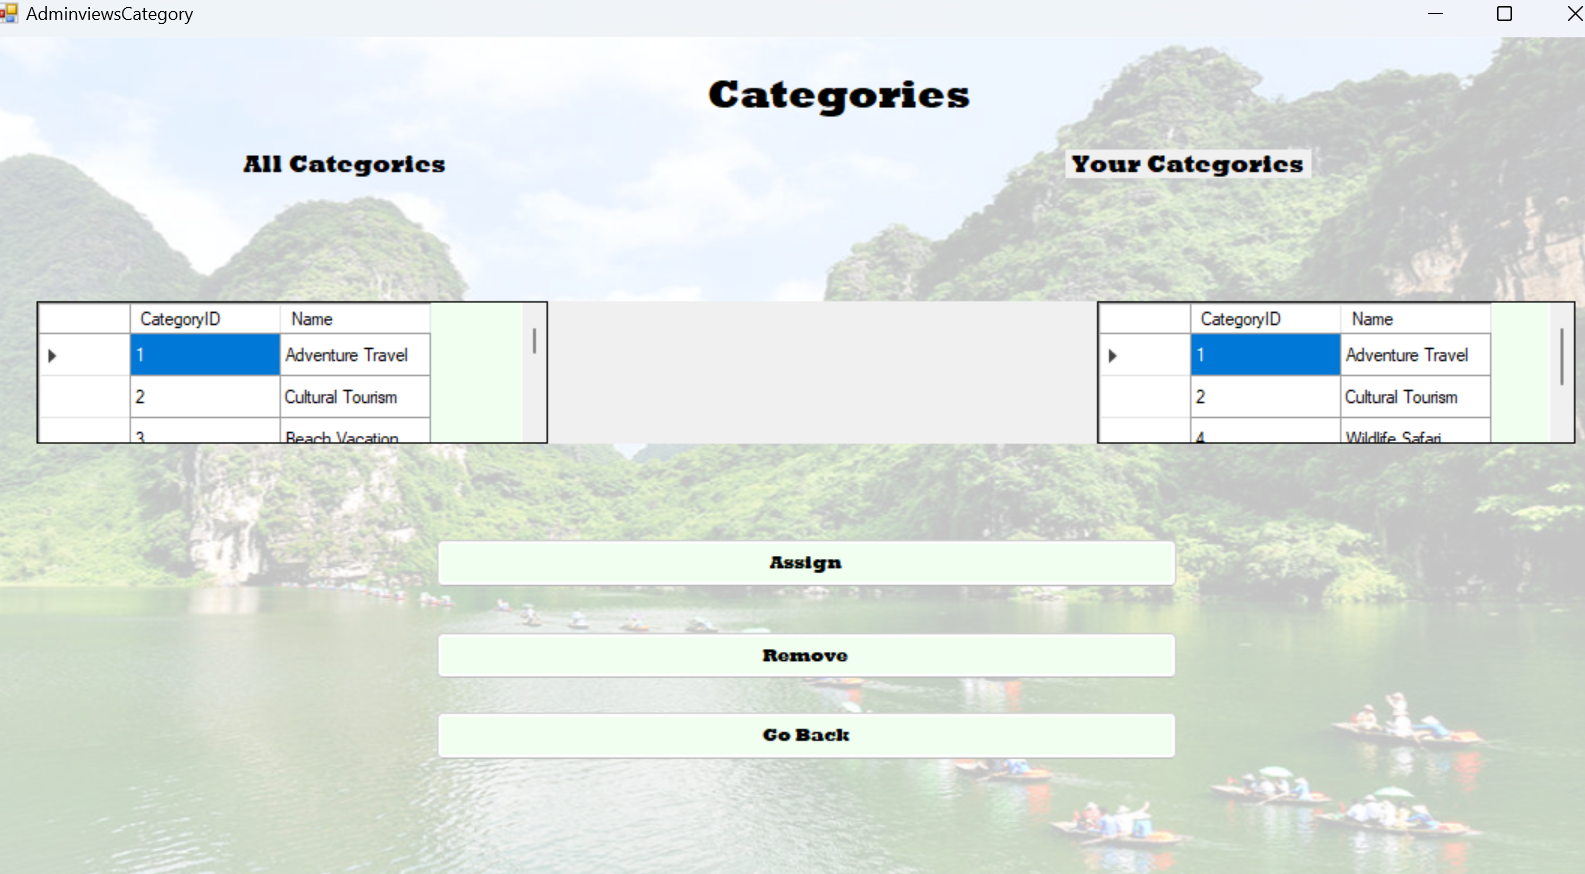 AdminviewsCategory
Categories
All Categories
Your Categories
CategoryID Name
1 Adventure Travel
2 Cultural Tourism
3 Beach Vacation
CategoryID Name
1 Adventure Travel
2 Cultural Tourism
4 Wildlife Safari
Assign
Remove
Go Back